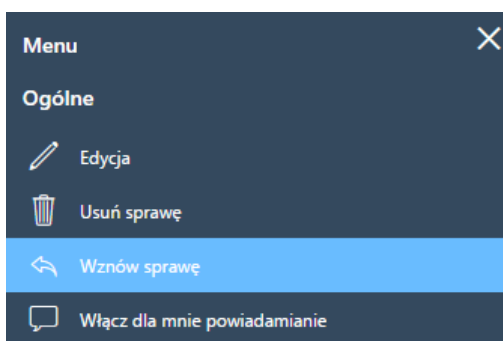 Menu
Ogólne
Edycja
Usuń sprawę
Wznów sprawę
Włącz dla mnie powiadamianie